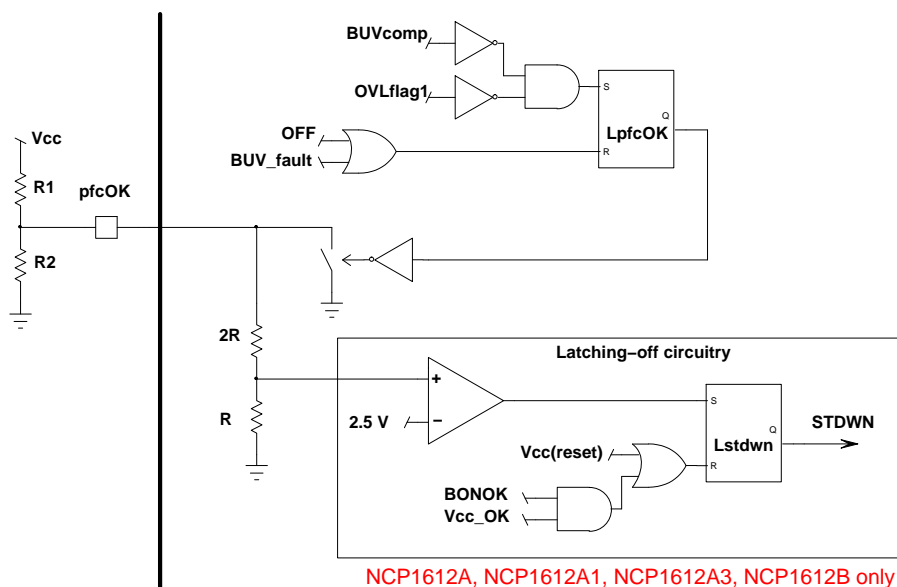 BUVcomp
OVLflag1
S
Q
LpfcOK
R
OFF
BUV_fault
Vcc
R1
pfcOK
R2
2R
R
Latching−off circuitry
+
2.5 V
−
S
Q
STDWN
Lstdwn
R
Vcc(reset)
BONOK
Vcc_OK
NCP1612A, NCP1612A1, NCP1612A3, NCP1612B only